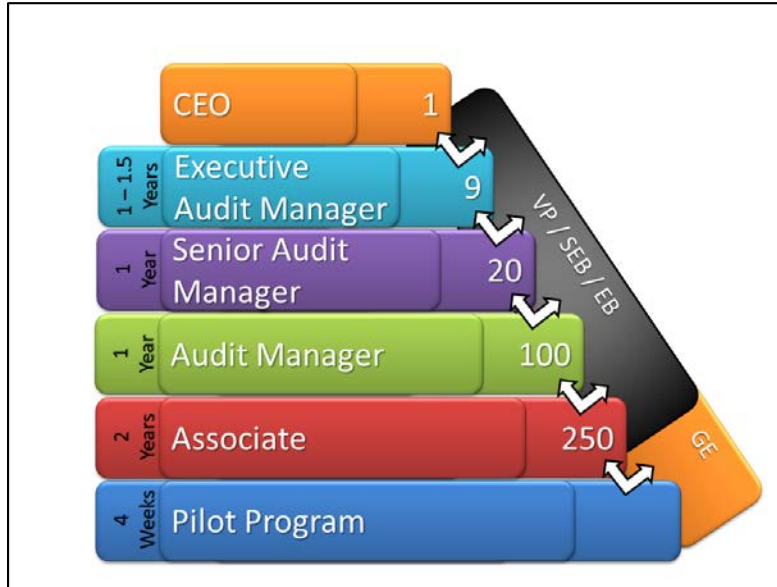 CEO 1
1 – 1.5
Years
Executive
Audit Manager
9
1
Year
Senior Audit
Manager
20
1
Year
Audit Manager 100
2
Years
Associate 250
4
Weeks
Pilot Program
VP / SEB / EB
GE